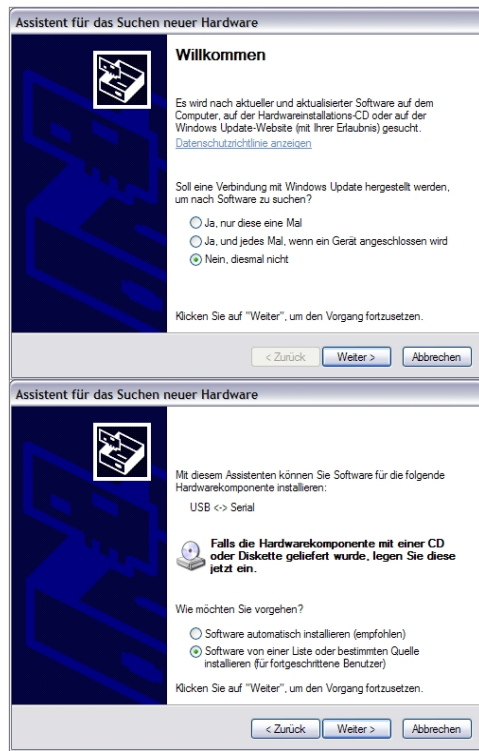 Assistent für das Suchen neuer Hardware
Willkommen
Es wird nach aktueller und aktualisierter Software auf dem
Computer, auf der Hardwareinstallations-CD oder auf der
Windows Update-Website (mit Ihrer Erlaubnis) gesucht.
Datenschutzrichtlinie anzeigen
Soll eine Verbindung mit Windows Update hergestellt werden,
um nach Software zu suchen?
Ja, nur diese eine Mal
Ja, und jedes Mal, wenn ein Gerät angeschlossen wird
Nein, diesmal nicht
Klicken Sie auf "Weiter", um den Vorgang fortzusetzen.
< Zurück Weiter > Abbrechen
Assistent für das Suchen neuer Hardware
Mit diesem Assistenten können Sie Software für die folgende
Hardwarekomponente installieren:
USB <-> Serial
Falls die Hardwarekomponente mit einer CD
oder Diskette geliefert wurde, legen Sie diese
jetzt ein.
Wie möchten Sie vorgehen?
Software automatisch installieren (empfohlen)
Software von einer Liste oder bestimmten Quelle
installieren (für fortgeschrittene Benutzer)
Klicken Sie auf "Weiter", um den Vorgang fortzusetzen.
< Zurück Weiter > Abbrechen